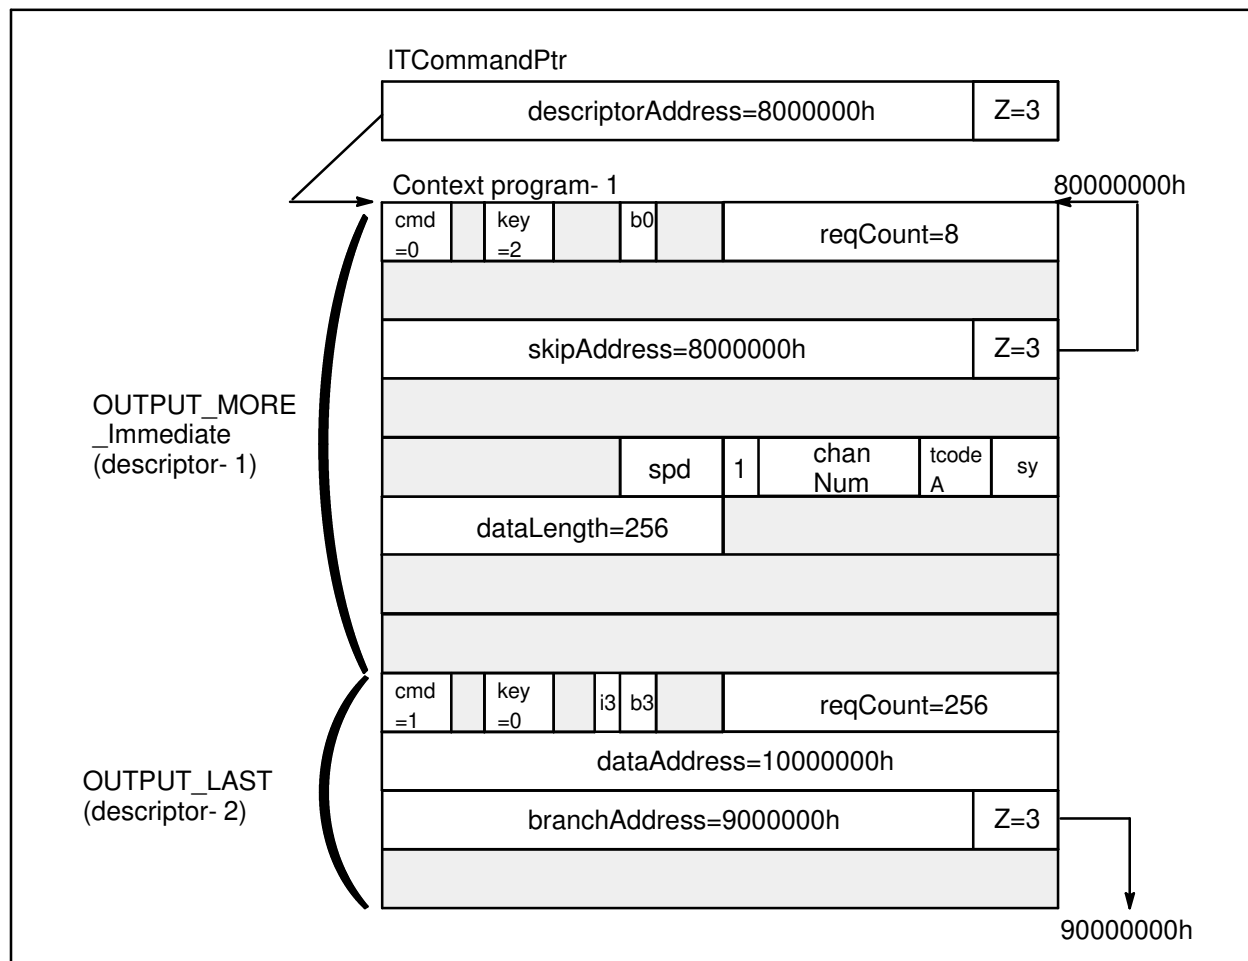 ITCommandPtr
descriptorAddress=8000000h Z=3
Context program- 1 80000000h
cmd =0 key =2 b0 reqCount=8
skipAddress=8000000h Z=3
OUTPUT_MORE
_Immediate
(descriptor- 1)
spd 1 chan Num tcode A sy
dataLength=256
cmd =1 key =0 i3 b3 reqCount=256
dataAddress=10000000h
OUTPUT_LAST
(descriptor- 2)
branchAddress=9000000h Z=3
90000000h